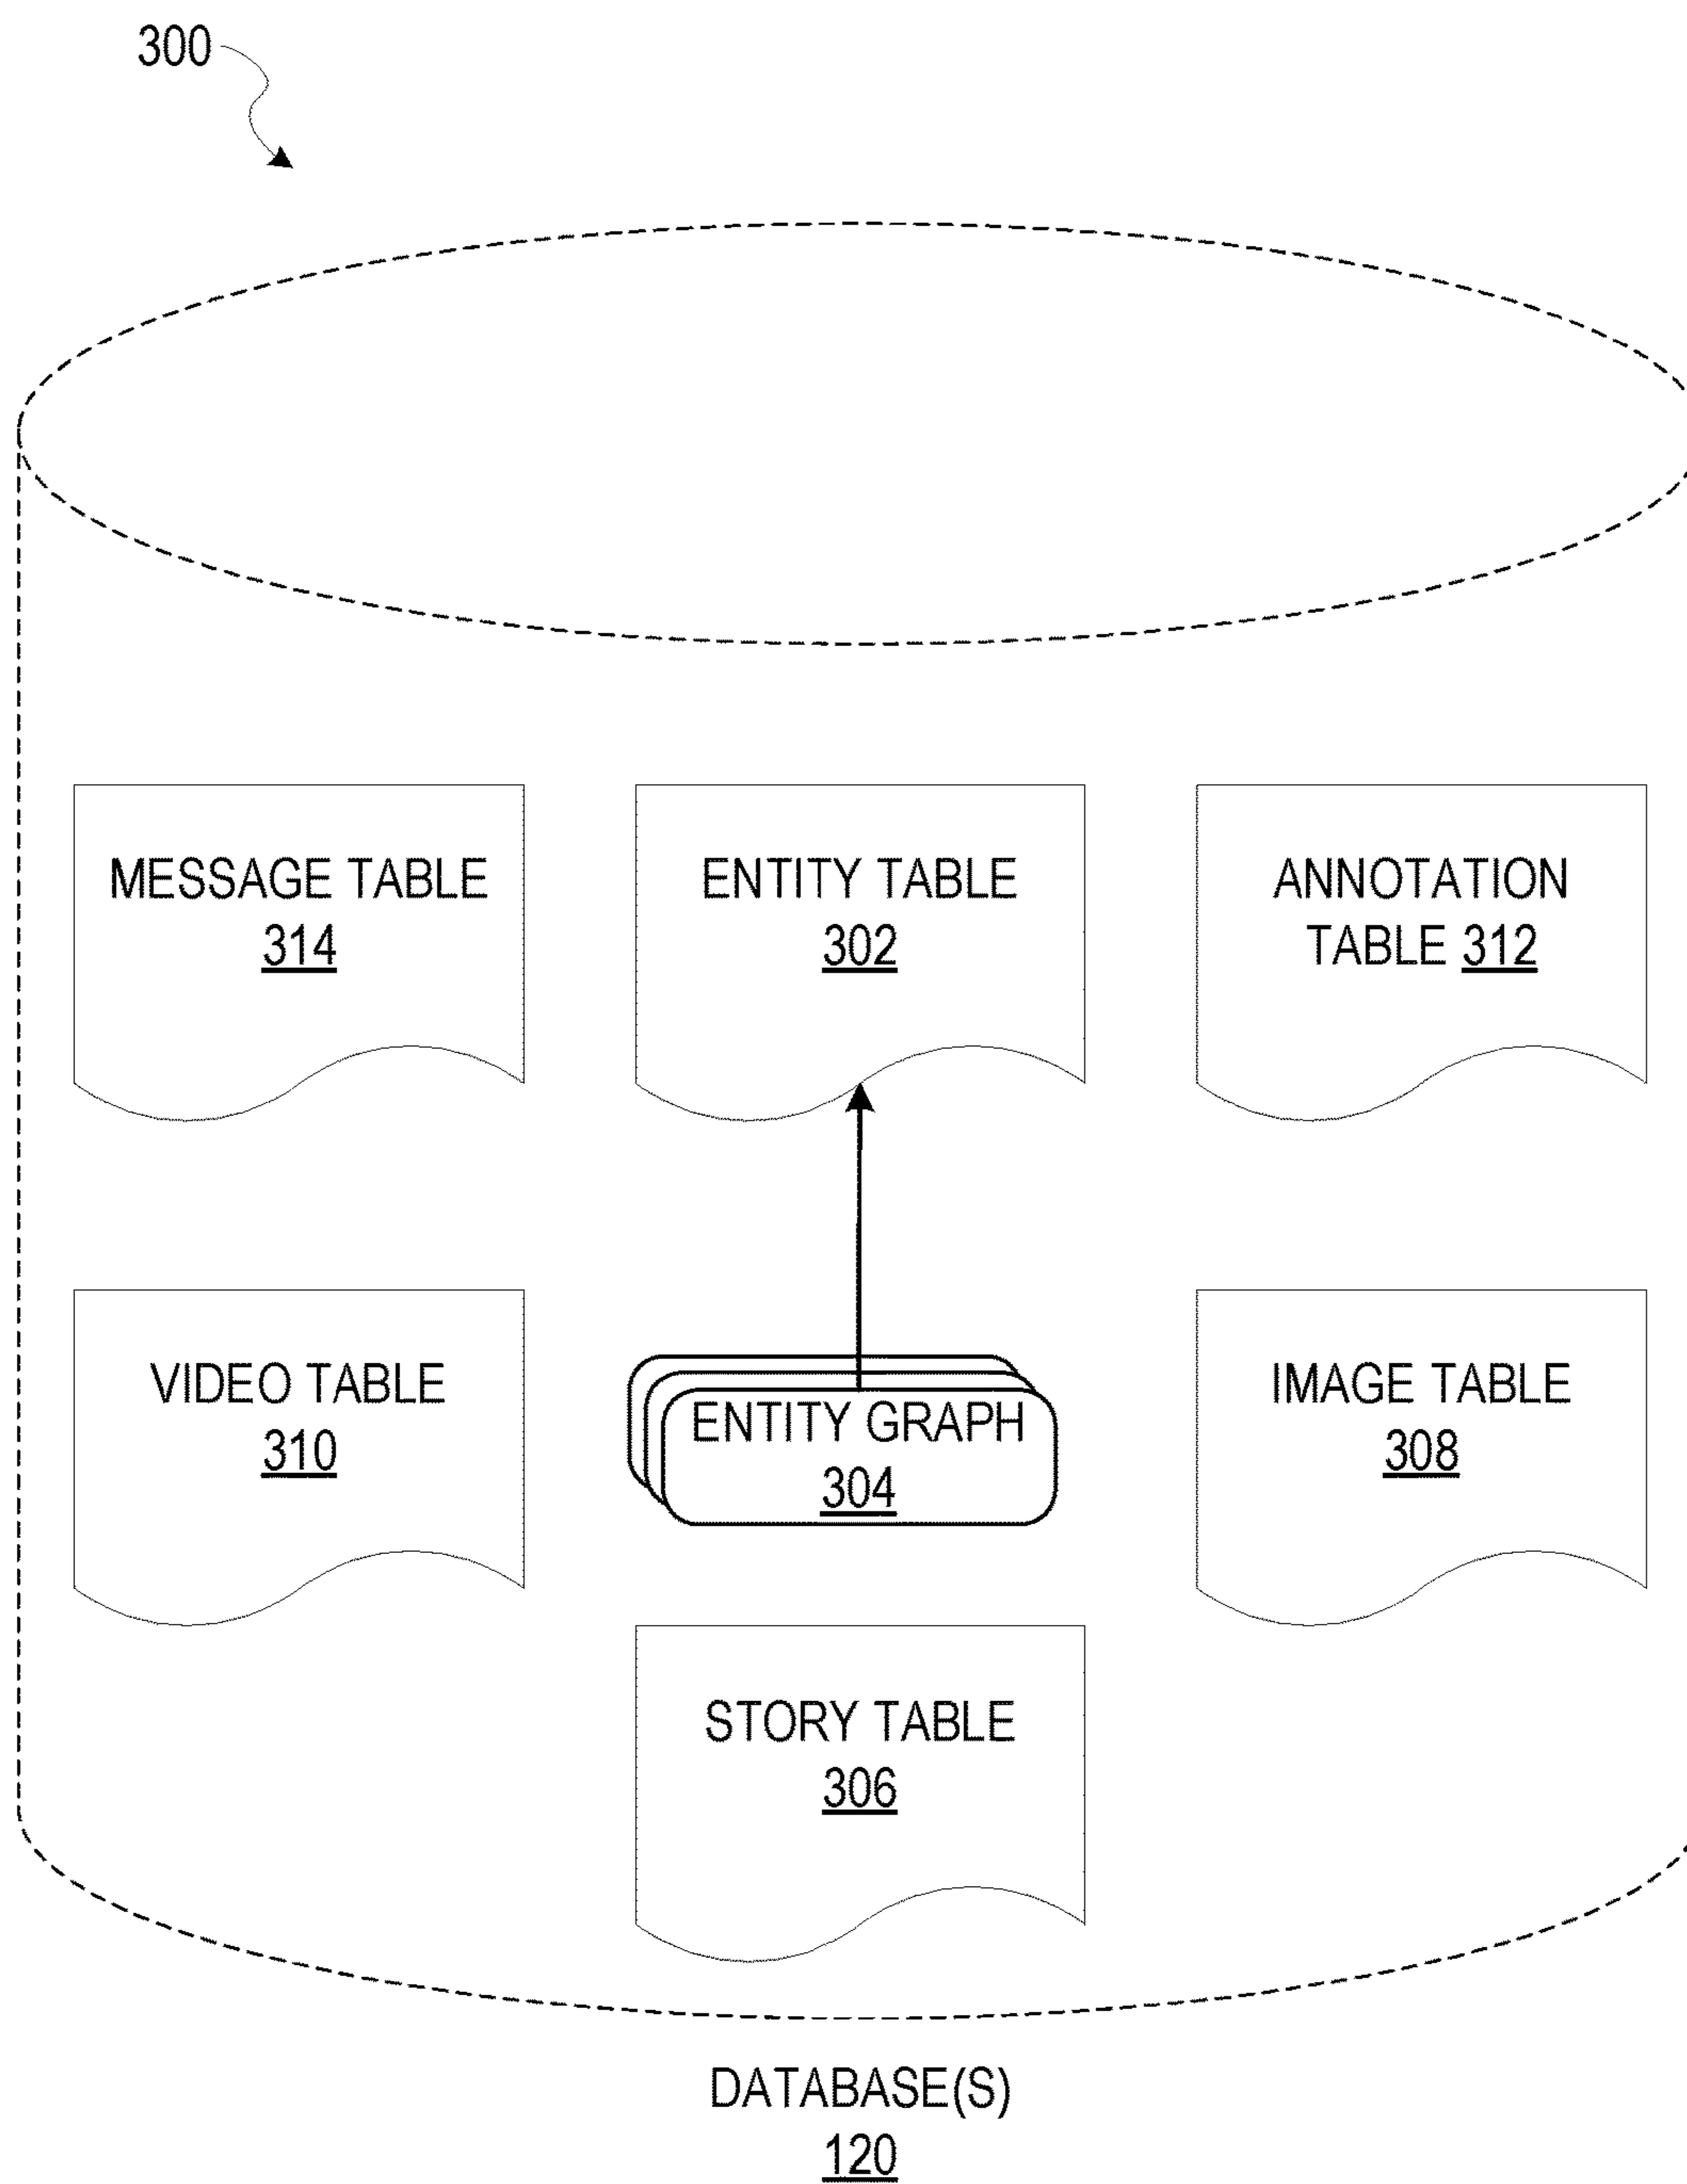 300
MESSAGE TABLE
314
ENTITY TABLE
302
ANNOTATION
TABLE 312
VIDEO TABLE
310
ENTITY GRAPH
304
IMAGE TABLE
308
STORY TABLE
306
DATABASE(S)
120